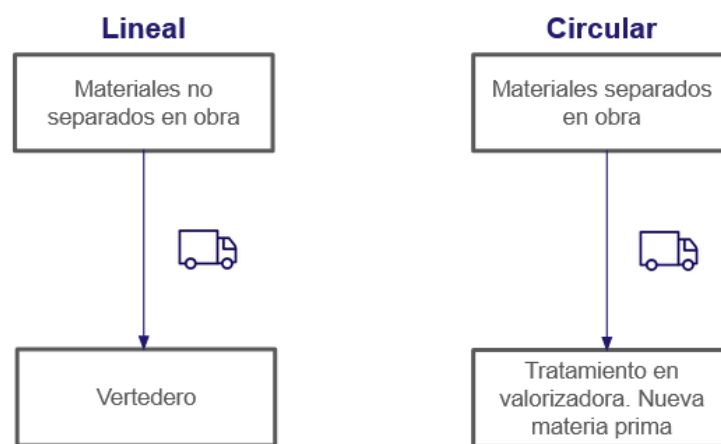 Lineal
Circular
Materiales no
separados en obra
Materiales separados
en obra
Vertedero
Tratamiento en
valorizadora. Nueva
materia prima